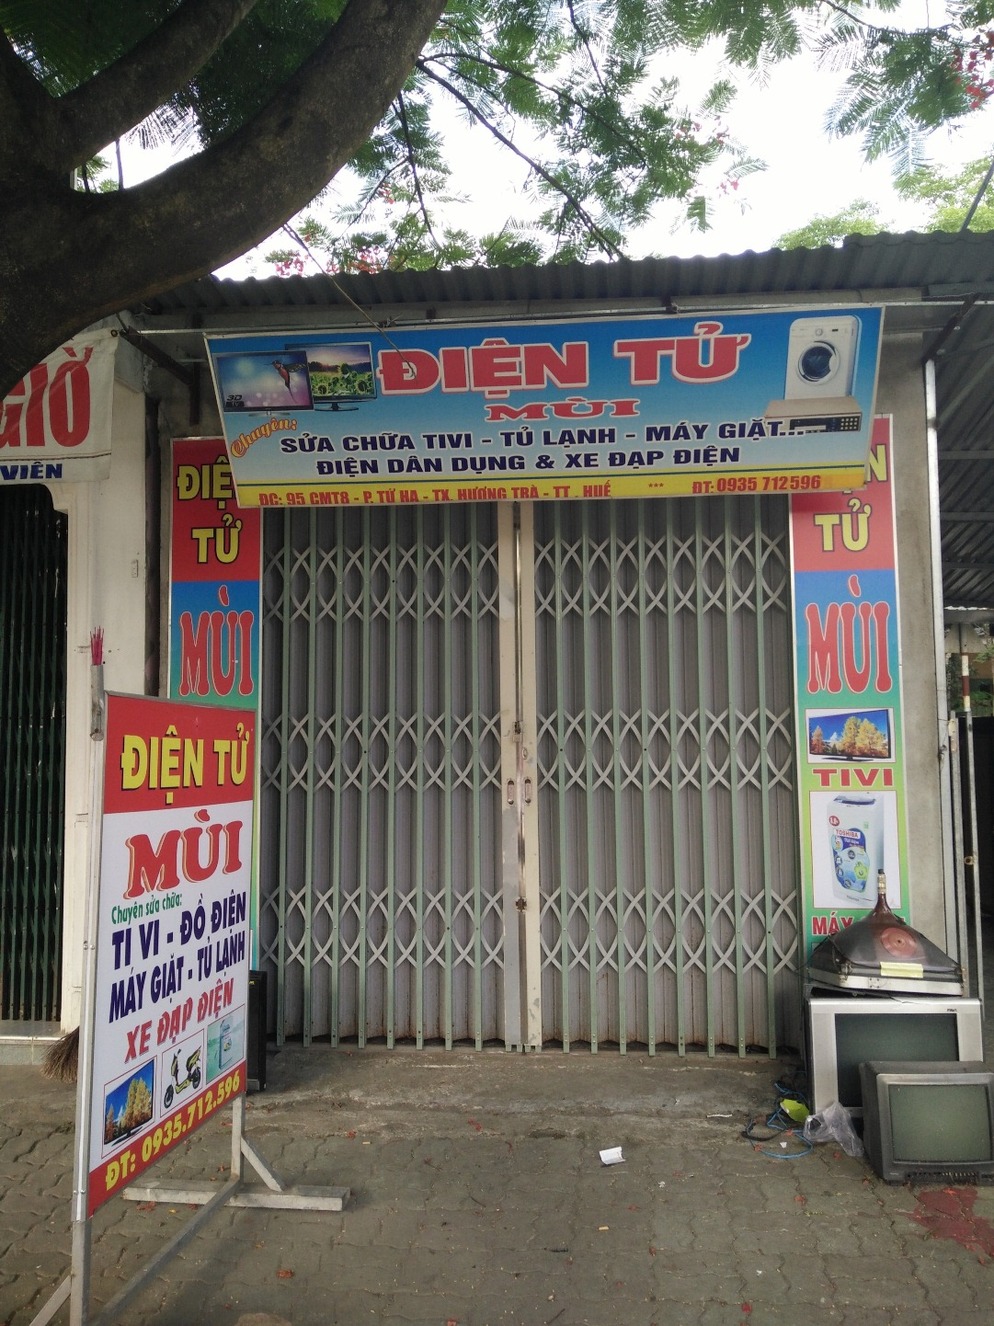 GIỜ
VIÊN
3D
ĐIỆN TỬ
MÙI
Chuyên:
SỬA CHỮA TIVI - TỦ LẠNH - MÁY GIẶT....
ĐIỆN DÂN DỤNG & XE ĐẠP ĐIỆN
ĐC: 95 CMT8 - P. TỨ HẠ - TX. HƯƠNG TRÀ - TT. HUẾ *** ĐT: 0935 712596
ĐIỆ
TỬ
MÙI
ĐIỆN TỬ
MÙI
Chuyên sửa chữa:
TI VI - ĐỒ ĐIỆN
MÁY GIẶT - TỦ LẠNH
XE ĐẠP ĐIỆN
ĐT: 0935.712.596
N
TỬ
MÙI
TIVI
TOSHIBA
MÁY